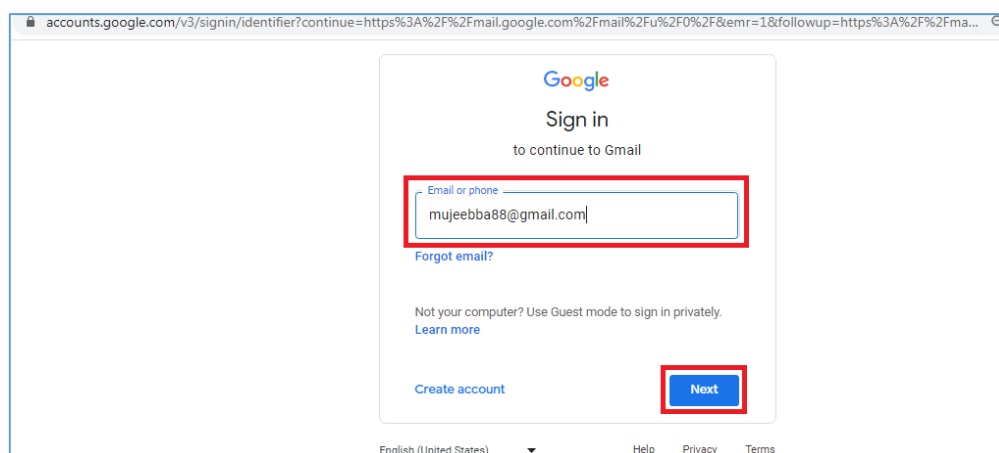 accounts.google.com/v3/signin/identifier?continue=https%3A%2F%2Fmail.google.com%2Fmail%2Fu%2F0%2F&emr=1&followup=https%3A%2F%2Fma...
Google
Sign in
to continue to Gmail
Email or phone
mujeebba88@gmail.com
Forgot email?
Not your computer? Use Guest mode to sign in privately.
Learn more
Create account
Next
English (United States)
Help Privacy Terms